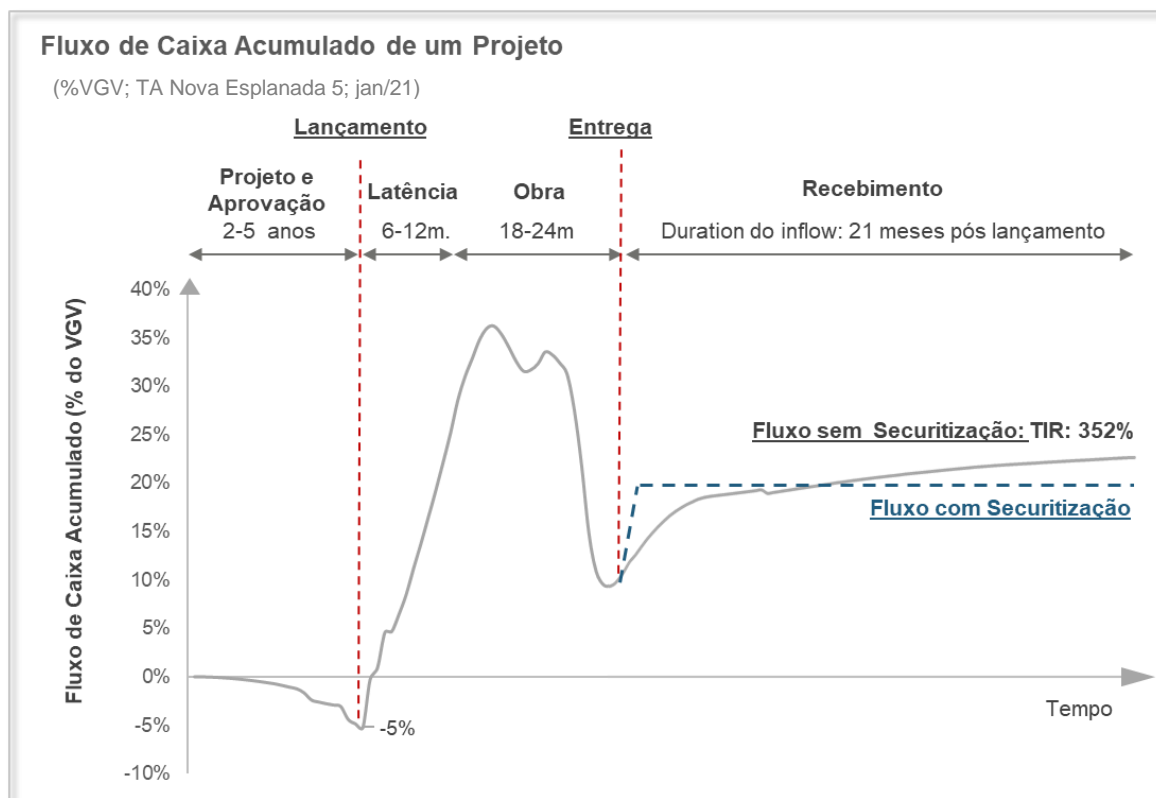 Fluxo de Caixa Acumulado de um Projeto
(%VGV; TA Nova Esplanada 5; jan/21)
Lançamento
Entrega
Projeto e
Aprovação
2-5 anos
Latência
6-12m.
Obra
18-24m
Recebimento
Duration do inflow: 21 meses pós lançamento
Fluxo de Caixa Acumulado (% do VGV)
40%
35%
30%
25%
20%
15%
10%
5%
0%
-5%
-10%
-5%
Fluxo sem Securitização: TIR: 352%
Fluxo com Securitização
Tempo